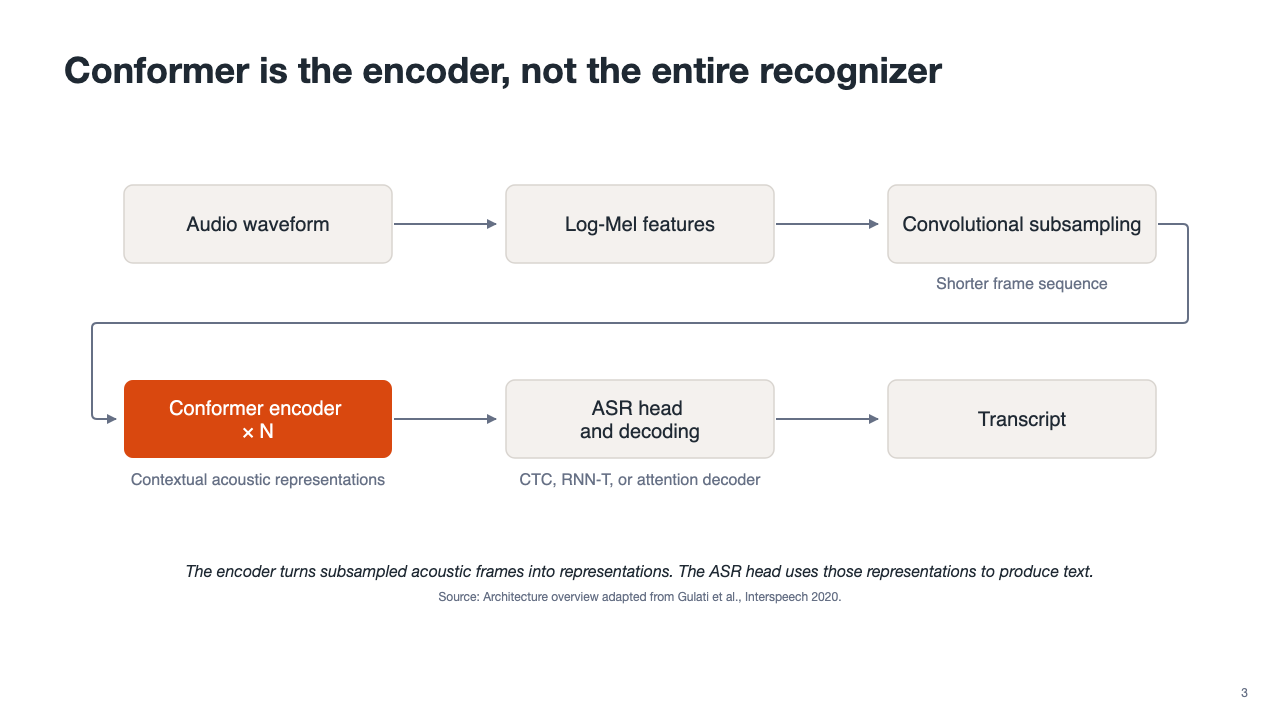 Conformer is the encoder, not the entire recognizer
Audio waveform
Log-Mel features
Convolutional subsampling
Shorter frame sequence
Conformer encoder
× N
Contextual acoustic representations
ASR head
and decoding
CTC, RNN-T, or attention decoder
Transcript
The encoder turns subsampled acoustic frames into representations. The ASR head uses those representations to produce text.
Source: Architecture overview adapted from Gulati et al., Interspeech 2020.
3